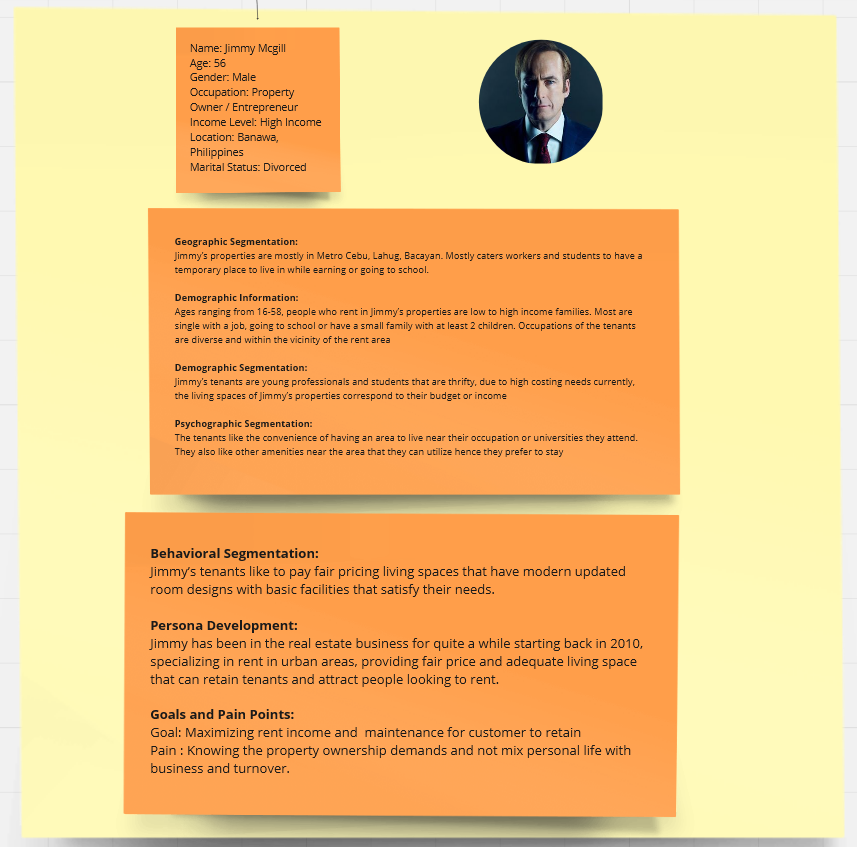 Name: Jimmy Mcgill
Age: 56
Gender: Male
Occupation: Property
Owner / Entrepreneur
Income Level: High Income
Location: Banawa,
Philippines
Marital Status: Divorced
Geographic Segmentation:
Jimmy's properties are mostly in Metro Cebu, Lahug, Bacayan. Mostly caters workers and students to have a
temporary place to live in while earning or going to school.
Demographic Information:
Ages ranging from 16-58, people who rent in Jimmy's properties are low to high income families. Most are
single with a job, going to school or have a small family with at least 2 children. Occupations of the tenants
are diverse and within the vicinity of the rent area
Demographic Segmentation:
Jimmy's tenants are young professionals and students that are thrifty, due to high costing needs currently,
the living spaces of Jimmy's properties correspond to their budget or income
Psychographic Segmentation:
The tenants like the convenience of having an area to live near their occupation or universities they attend.
They also like other amenities near the area that they can utilize hence they prefer to stay
Behavioral Segmentation:
Jimmy's tenants like to pay fair pricing living spaces that have modern updated
room designs with basic facilities that satisfy their needs.
Persona Development:
Jimmy has been in the real estate business for quite a while starting back in 2010,
specializing in rent in urban areas, providing fair price and adequate living space
that can retain tenants and attract people looking to rent.
Goals and Pain Points:
Goal: Maximizing rent income and  maintenance for customer to retain
Pain : Knowing the property ownership demands and not mix personal life with
business and turnover.